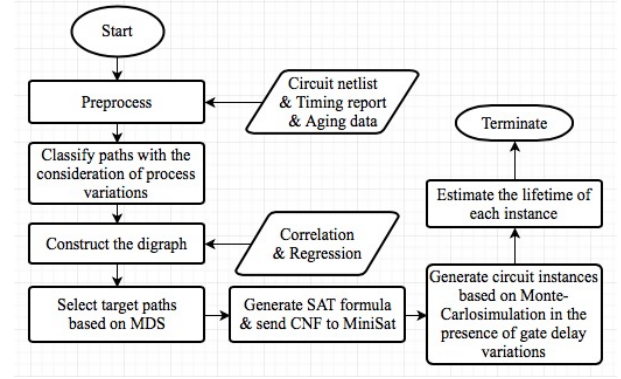 Start
Preprocess
Circuit netlist
& Timing report
& Aging data
Classify paths with the
consideration of process
variations
Construct the digraph
Correlation
& Regression
Select target paths
based on MDS
Generate SAT formula
& send CNF to MiniSat
Generate circuit instances
based on Monte-
Carlosimulation in the
presence of gate delay
variations
Estimate the lifetime of
each instance
Terminate